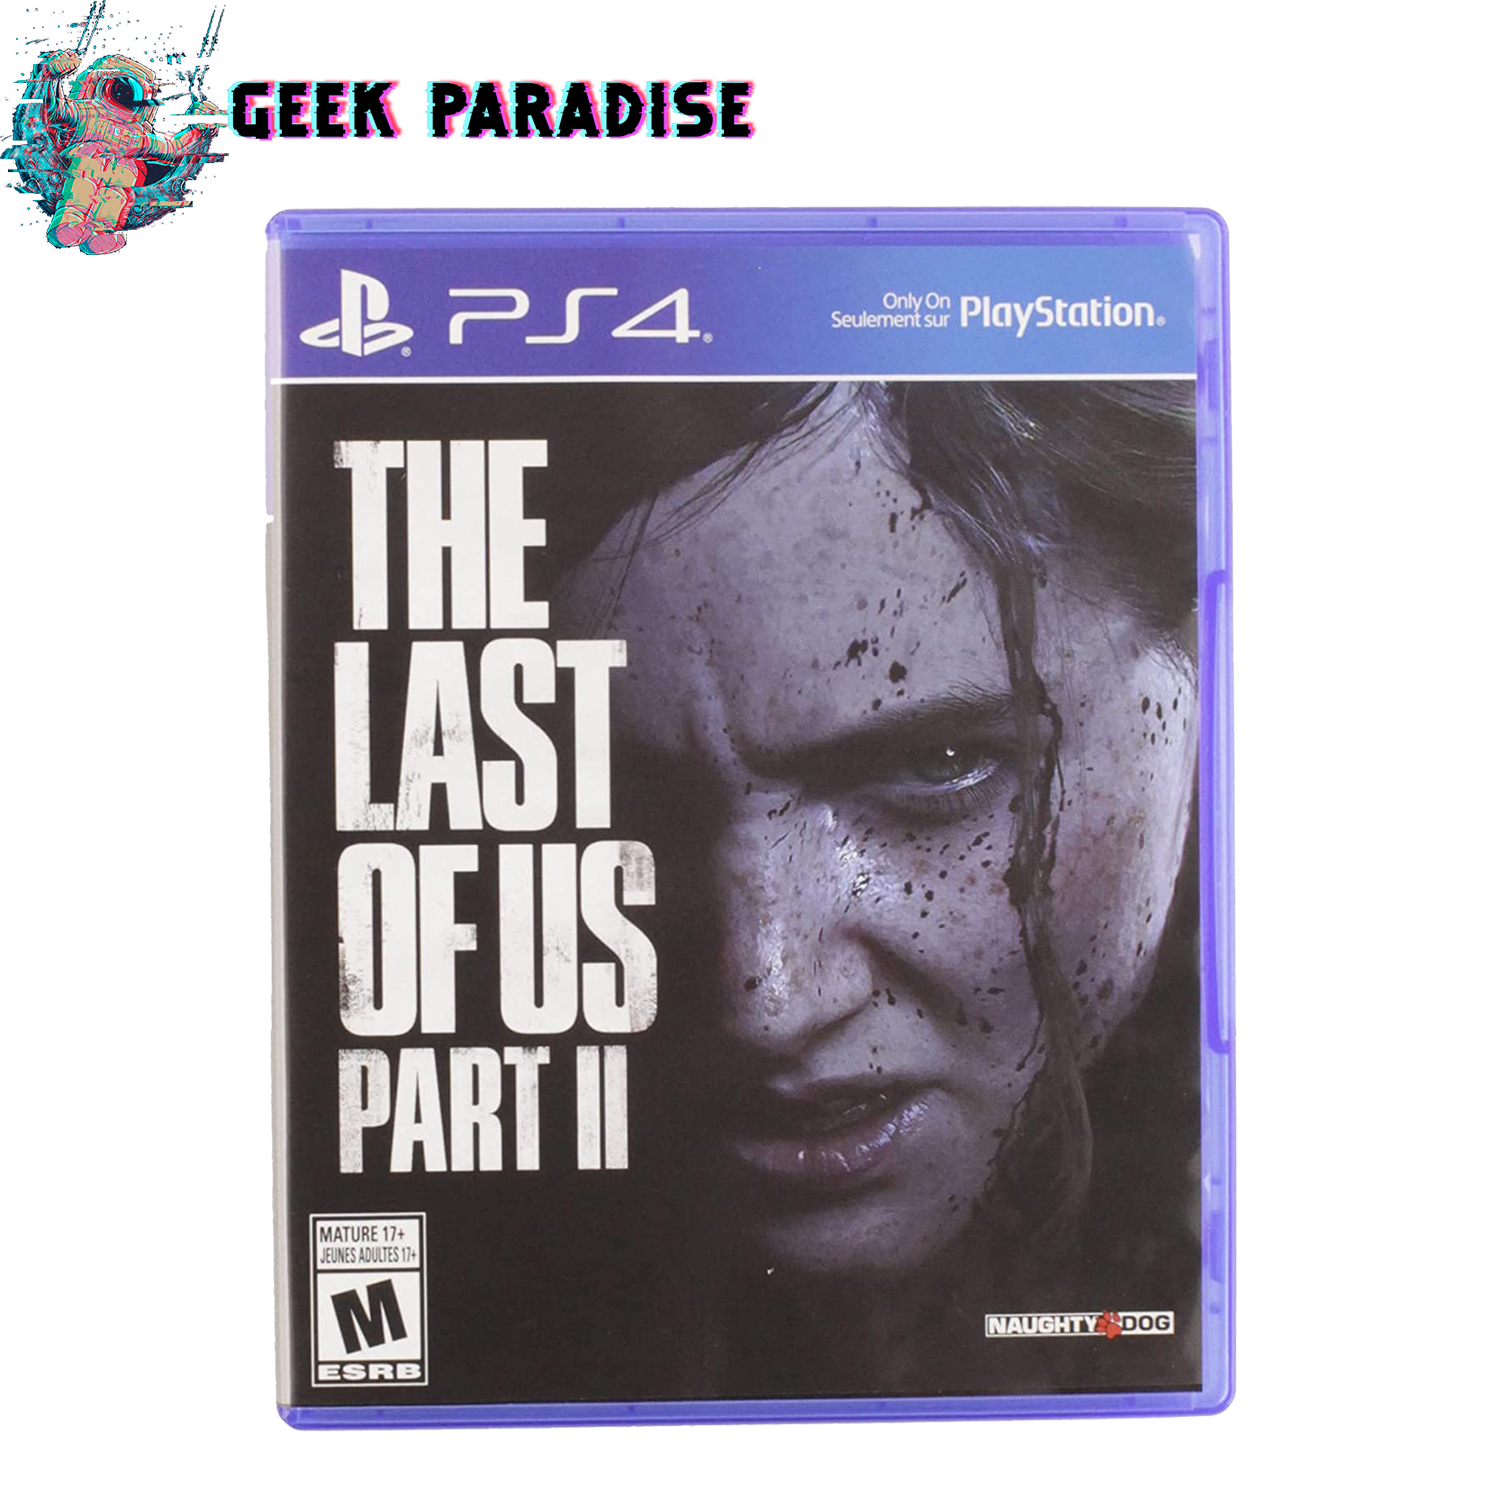 GEEK PARADISE
PS4
Only On
Seulement sur
PlayStation
THE
LAST
OF US
PART II
MATURE 17+
JEUNES ADULTES 17+
M
ESRB
NAUGHTY DOG